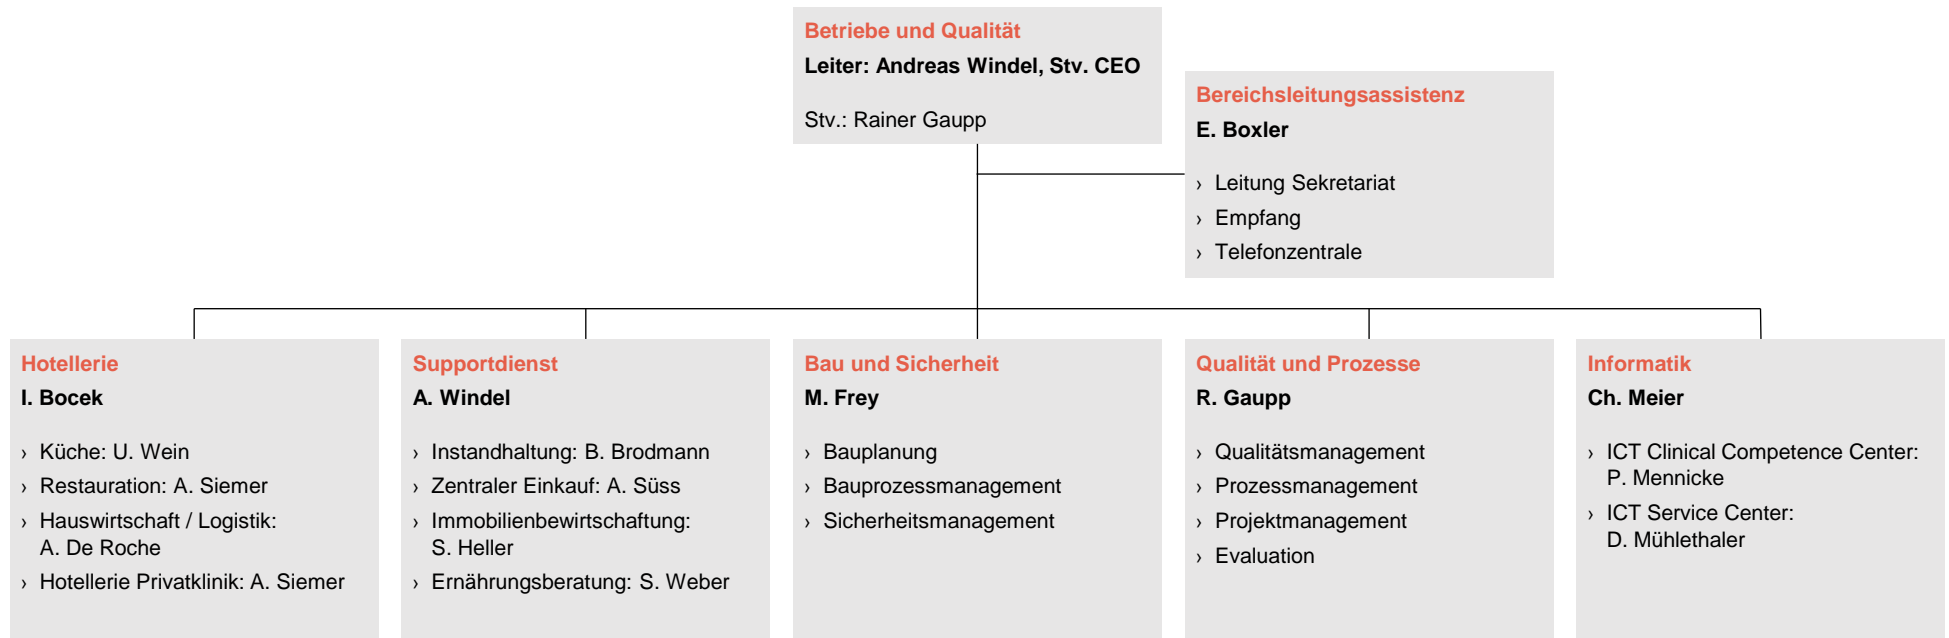 Betriebe und Qualität
Leiter: Andreas Windel, Stv. CEO
Stv.: Rainer Gaupp
Bereichsleitungsassistenz
E. Boxler
› Leitung Sekretariat
› Empfang
› Telefonzentrale
Hotellerie
I. Bocek
› Küche: U. Wein
› Restauration: A. Siemer
› Hauswirtschaft / Logistik:
A. De Roche
› Hotellerie Privatklinik: A. Siemer
Supportdienst
A. Windel
› Instandhaltung: B. Brodmann
› Zentraler Einkauf: A. Süss
› Immobilienbewirtschaftung:
S. Heller
› Ernährungsberatung: S. Weber
Bau und Sicherheit
M. Frey
› Bauplanung
› Bauprozessmanagement
› Sicherheitsmanagement
Qualität und Prozesse
R. Gaupp
› Qualitätsmanagement
› Prozessmanagement
› Projektmanagement
› Evaluation
Informatik
Ch. Meier
› ICT Clinical Competence Center:
P. Mennicke
› ICT Service Center:
D. Mühlethaler